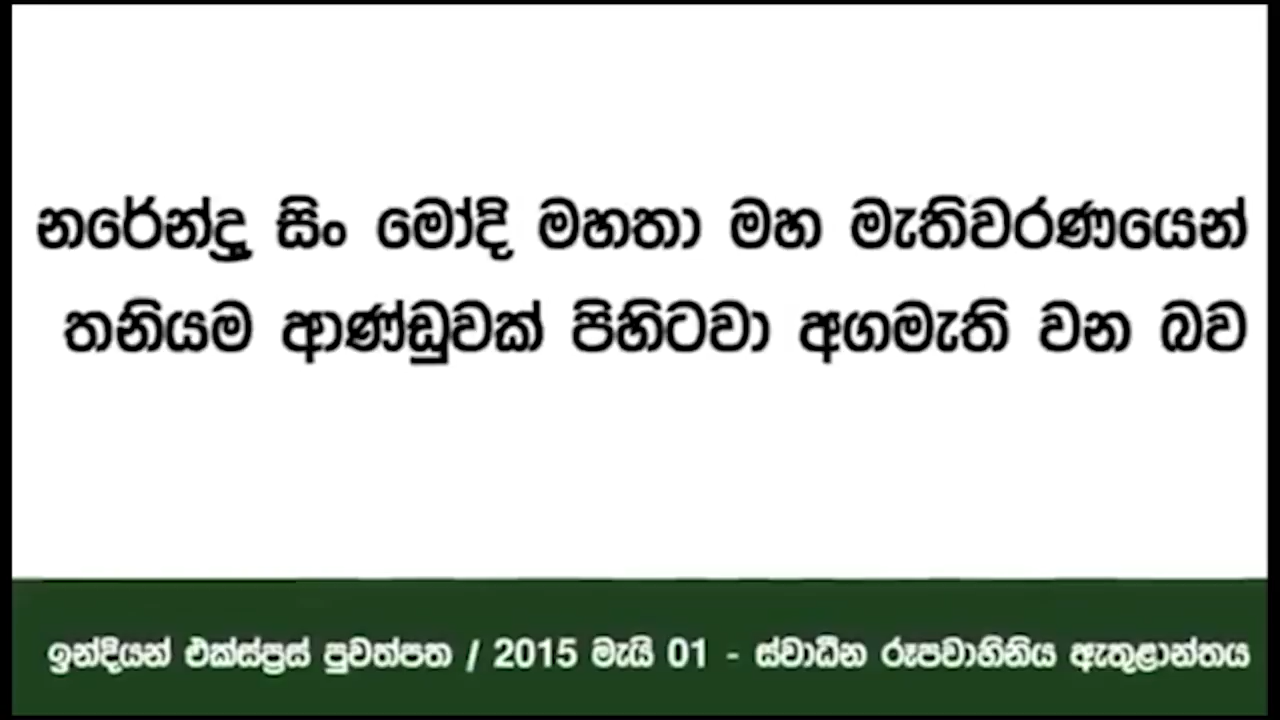 නරේන්ද්‍ර සිං මෝදි මහතා මහ මැතිවරණයෙන්
තනියම ආණ්ඩුවක් පිහිටවා අගමැති වන බව
ඉන්දියන් එක්ස්ප්‍රස් පුවත්පත / 2015 මැයි 01 - ස්වාධීන රූපවාහිනිය ඇතුළාන්තය